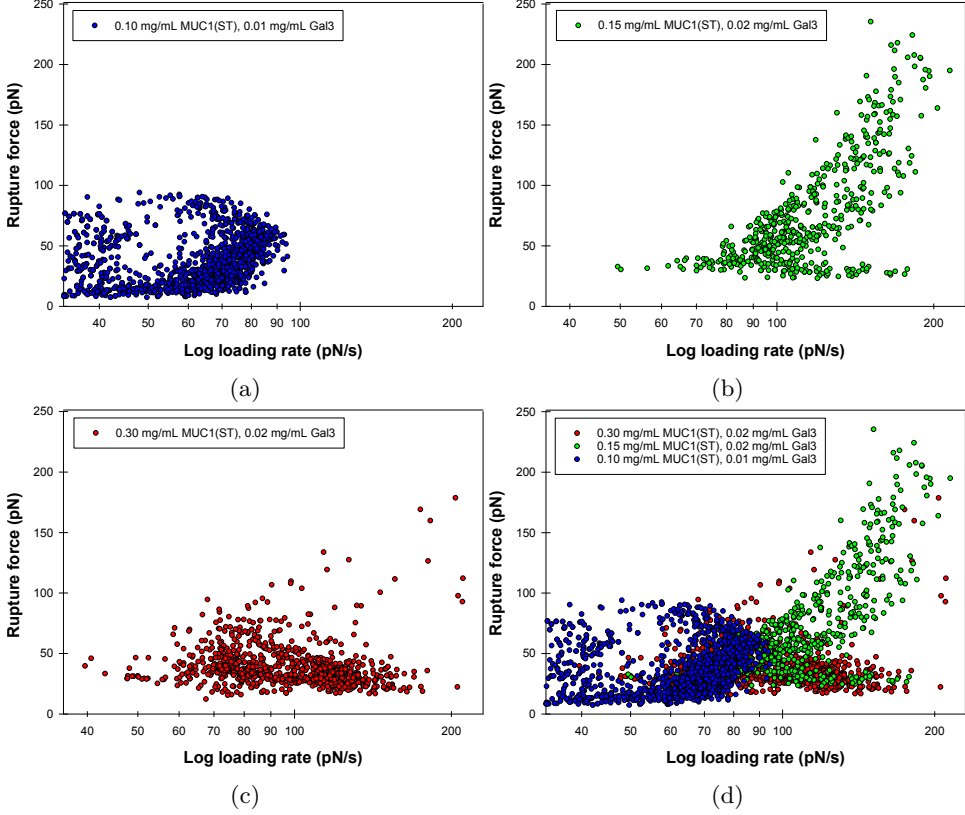 0.10 mg/mL MUC1(ST), 0.01 mg/mL Gal3
Rupture force (pN)
250
200
150
100
50
0
40 50 60 70 80 90 100 200
Log loading rate (pN/s)
(a)
0.15 mg/mL MUC1(ST), 0.02 mg/mL Gal3
Rupture force (pN)
250
200
150
100
50
0
40 50 60 70 80 90 100 200
Log loading rate (pN/s)
(b)
0.30 mg/mL MUC1(ST), 0.02 mg/mL Gal3
Rupture force (pN)
250
200
150
100
50
0
40 50 60 70 80 90 100 200
Log loading rate (pN/s)
(c)
0.30 mg/mL MUC1(ST), 0.02 mg/mL Gal3
0.15 mg/mL MUC1(ST), 0.02 mg/mL Gal3
0.10 mg/mL MUC1(ST), 0.01 mg/mL Gal3
Rupture force (pN)
250
200
150
100
50
0
40 50 60 70 80 90 100 200
Log loading rate (pN/s)
(d)